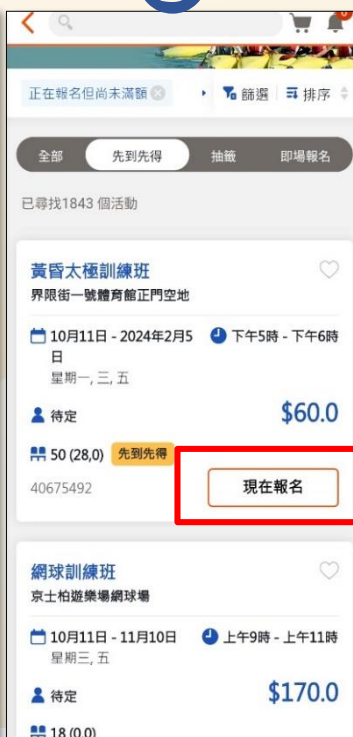 0
正在報名但尚未滿額
篩選
排序
全部
先到先得
抽籤
即場報名
已尋找1843 個活動
黃昏太極訓練班
界限街一號體育館正門空地
10月11日 - 2024年2月5日
下午5時 - 下午6時
星期一, 三, 五
待定
$60.0
50 (28,0)
先到先得
40675492
現在報名
網球訓練班
京士柏遊樂場網球場
10月11日 - 11月10日
上午9時 - 上午11時
星期三, 五
待定
$170.0
18 (0,0)